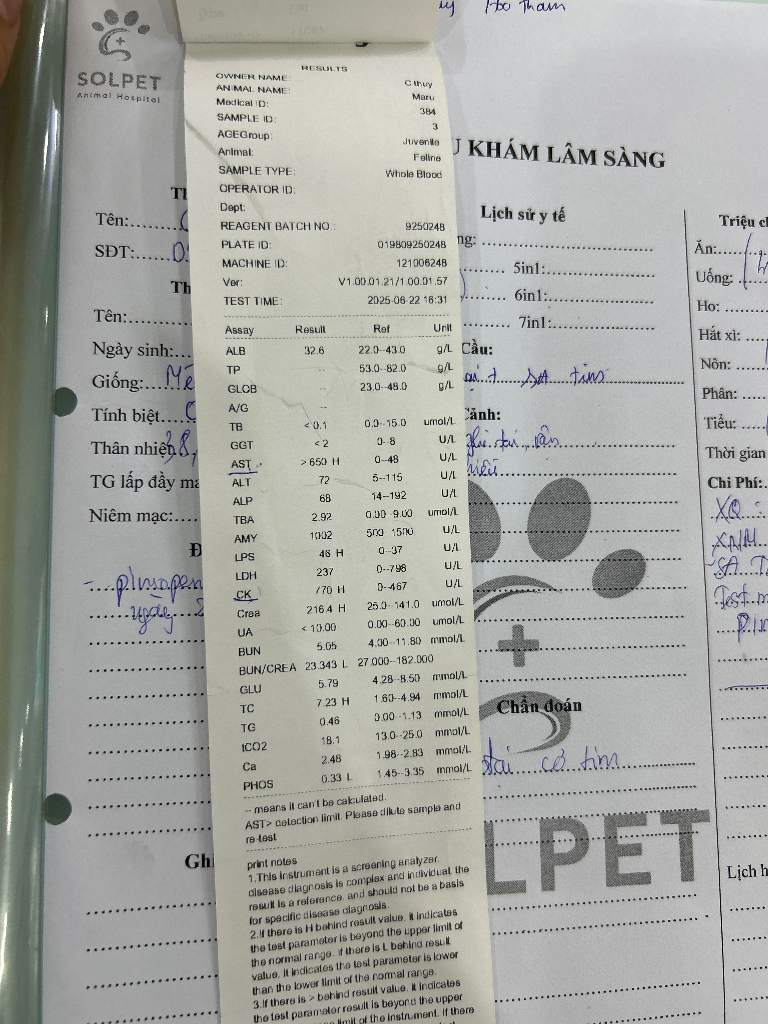 Hồ Thắm
SOLPET
Animal Hospital
RESULTS
OWNER NAME: C thuy
ANIMAL NAME: Maru
Medical ID: 384
SAMPLE ID: 3
AGEGroup: Juvenile
Animal: Feline
SAMPLE TYPE: Whole Blood
OPERATOR ID:
Dept:
REAGENT BATCH NO.: 9250248
PLATE ID: 019809250248
MACHINE ID: 121006248
Ver: V1.00.01.21/1.00.01.57
TEST TIME: 2025-06-22 16:31
Assay Result Ref Unit
ALB 32.6 22.0--43.0 g/L
TP -- 53.0--82.0 g/L
GLOB -- 23.0--48.0 g/L
A/G --
TB < 0.1 0.0--15.0 umol/L
GGT < 2 0--8 U/L
AST > 650 H 0--48 U/L
ALT 72 5--115 U/L
ALP 68 14--192 U/L
TBA 2.92 0.00--9.00 umol/L
AMY 1002 500--1500 U/L
LPS 46 H 0--37 U/L
LDH 237 0--798 U/L
CK 770 H 0--467 U/L
Crea 216.4 H 25.0--141.0 umol/L
UA < 10.00 0.00--60.00 umol/L
BUN 5.05 4.00--11.80 mmol/L
BUN/CREA 23.343 L 27.000--182.000
GLU 5.79 4.28--8.50 mmol/L
TC 7.23 H 1.60--4.94 mmol/L
TG 0.46 0.00--1.13 mmol/L
tCO2 18.1 13.0--25.0 mmol/L
Ca 2.48 1.98--2.83 mmol/L
PHOS 0.33 L 1.45--3.35 mmol/L
-- means it can't be calculated.
AST> detection limit. Please dilute sample and
re-test
print notes
1.This instrument is a screening analyzer.
disease diagnosis is complex and individual. the
result is a reference, and should not be a basis
for specific disease diagnosis.
2.If there is H behind result value. It indicates
the test parameter is beyond the upper limit of
the normal range. if there is L behind result
value. It indicates the test parameter is lower
than the lower limit of the normal range.
3.If there is > behind result value. It indicates
the test parameter result is beyond the upper
limit of the instrument. If there
KHÁM LÂM SÀNG
Tên:
SĐT: 0
Tên:
Ngày sinh:
Giống: Mè
Tính biệt
Thân nhiệt 38,
TG lấp đầy ma
Niêm mạc:
ngày
Ghi
Lịch sử y tế
5in1:
6in1:
7in1:
Cầu:
SA tim
Cảnh:
Chẩn đoán
cơ tim
LPET
Triệu ch
Ăn:
Uống:
Ho:
Hắt xì:
Nôn:
Phân:
Tiểu:
Thời gian
Chi Phí:
XQ :
XNM
SA T
Test m
Lịch h